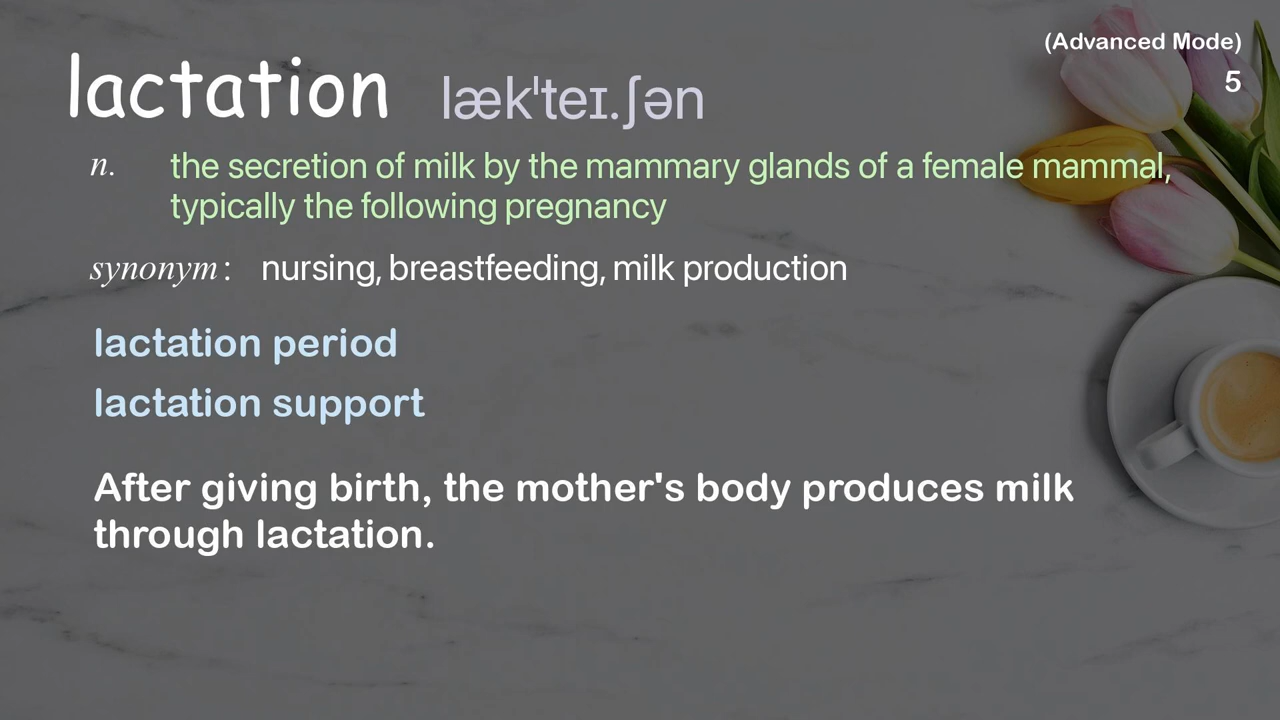 (Advanced Mode)
5
lactation lækˈteɪ.ʃən
n. the secretion of milk by the mammary glands of a female mammal,
typically the following pregnancy
synonym: nursing, breastfeeding, milk production
lactation period
lactation support
After giving birth, the mother's body produces milk
through lactation.